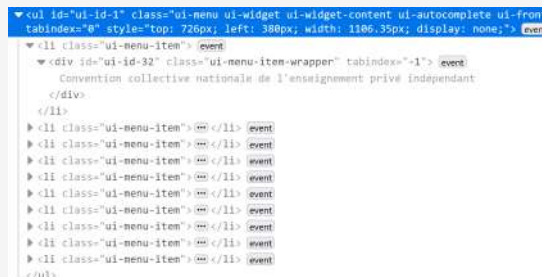 ▼<ul id="ui-id-1" class="ui-menu ui-widget ui-widget-content ui-autocomplete ui-fron
tabindex="0" style="top: 726px; left: 380px; width: 1106.35px; display: none;"> even
▼<li class="ui-menu-item"> event
▼<div id="ui-id-32" class="ui-menu-item-wrapper" tabindex="-1"> event
Convention collective nationale de l'enseignement privé indépendant
</div>
</li>
▶<li class="ui-menu-item"> ⋯ </li> event
▶<li class="ui-menu-item"> ⋯ </li> event
▶<li class="ui-menu-item"> ⋯ </li> event
▶<li class="ui-menu-item"> ⋯ </li> event
▶<li class="ui-menu-item"> ⋯ </li> event
▶<li class="ui-menu-item"> ⋯ </li> event
▶<li class="ui-menu-item"> ⋯ </li> event
▶<li class="ui-menu-item"> ⋯ </li> event
▶<li class="ui-menu-item"> ⋯ </li> event
</ul>